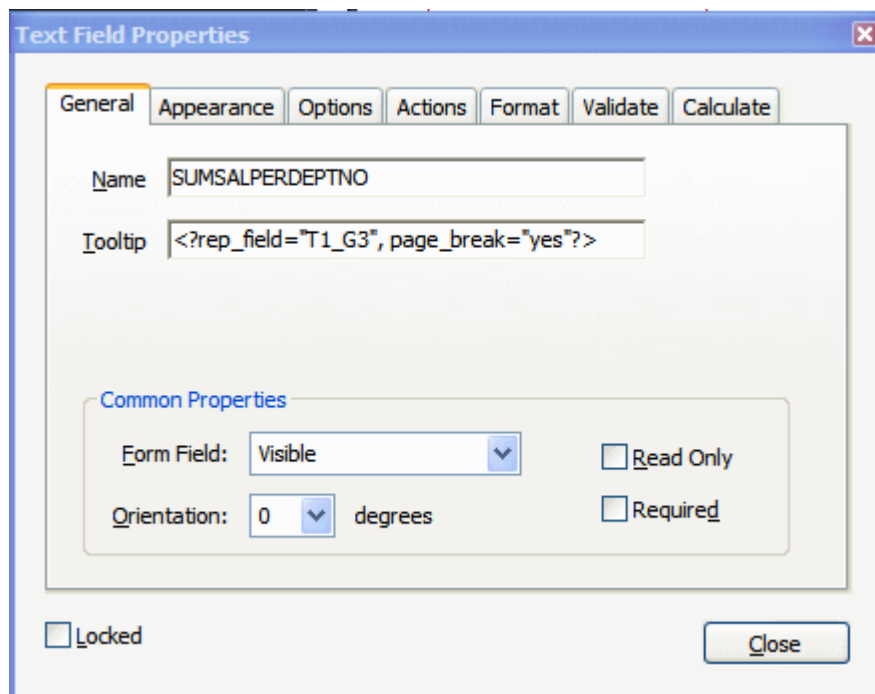 Text Field Properties
General Appearance Options Actions Format Validate Calculate
Name SUMSALPERDEPTNO
Tooltip <?rep_field="T1_G3", page_break="yes"?>
Common Properties
Form Field: Visible Read Only
Orientation: 0 degrees Required
Locked Close